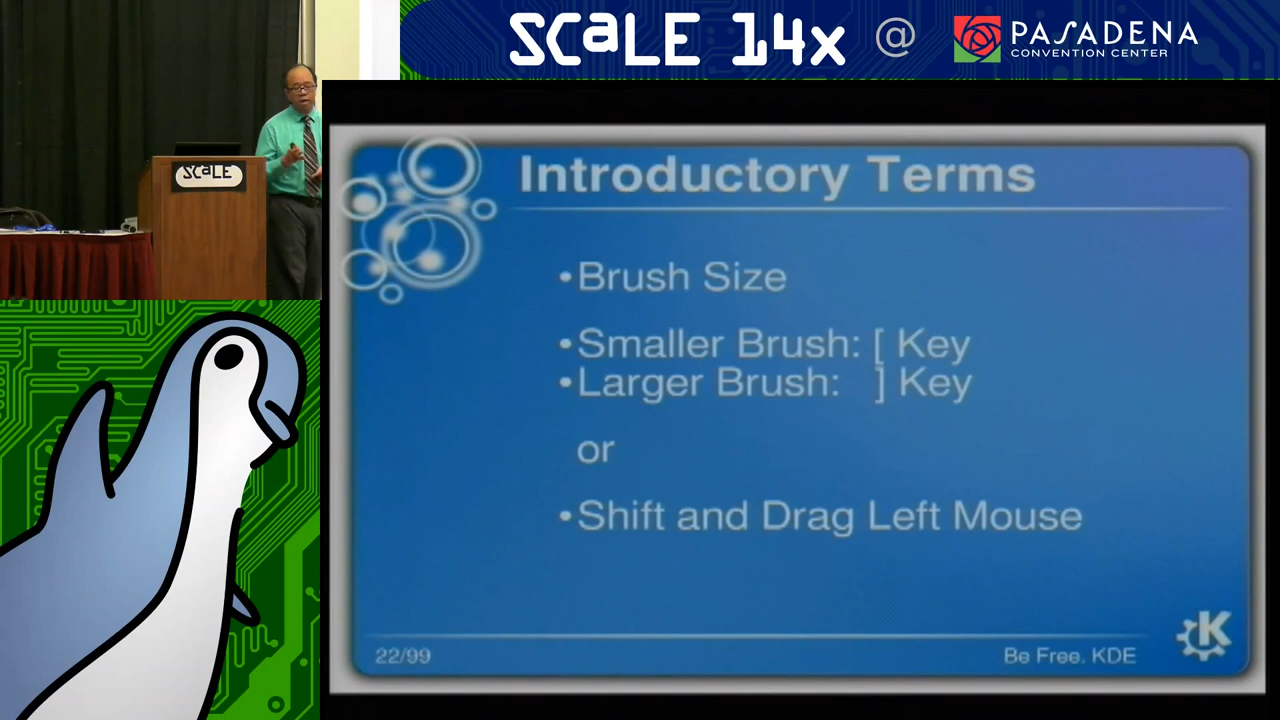 SCALE 14x @ PASADENA
CONVENTION CENTER
SCALE
Introductory Terms
•Brush Size
•Smaller Brush: [ Key
•Larger Brush: ] Key
or
•Shift and Drag Left Mouse
22/99
Be Free. KDE
K